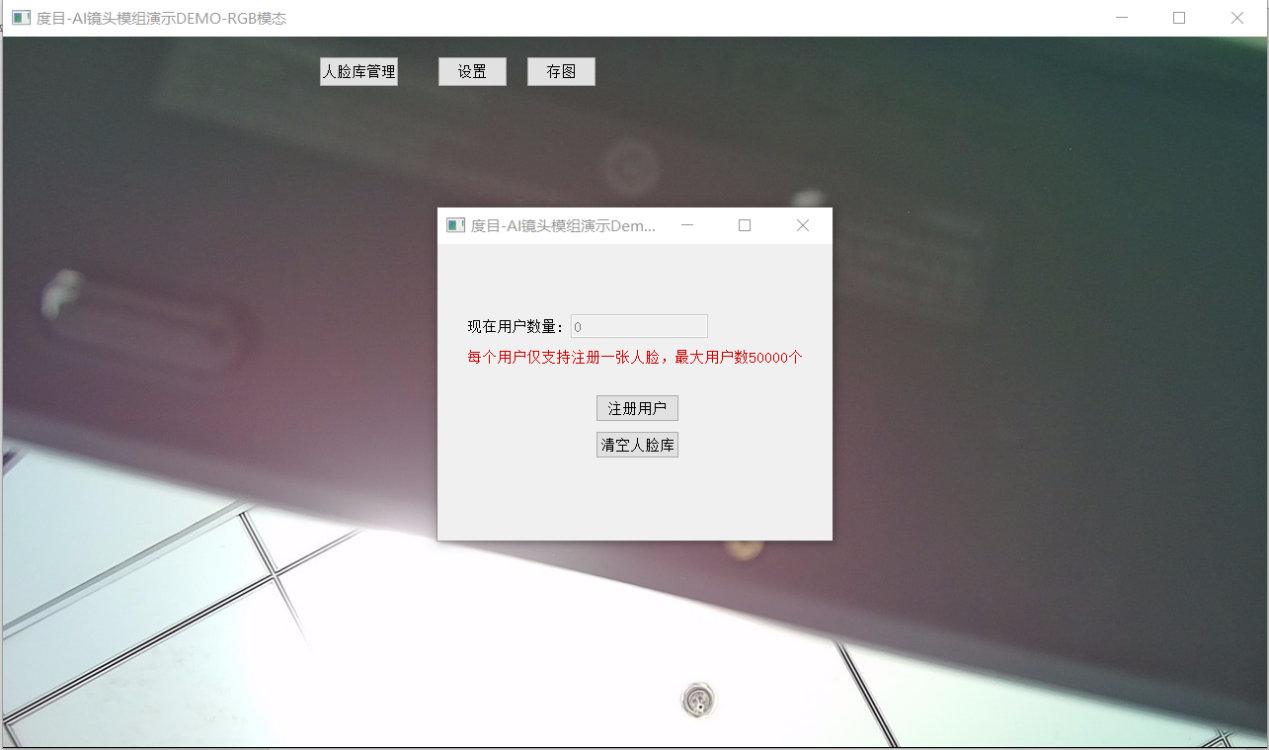 度目-AI镜头模组演示DEMO-RGB模态
人脸库管理
设置
存图
度目-AI镜头模组演示Dem...
现在用户数量：0
每个用户仅支持注册一张人脸，最大用户数50000个
注册用户
清空人脸库